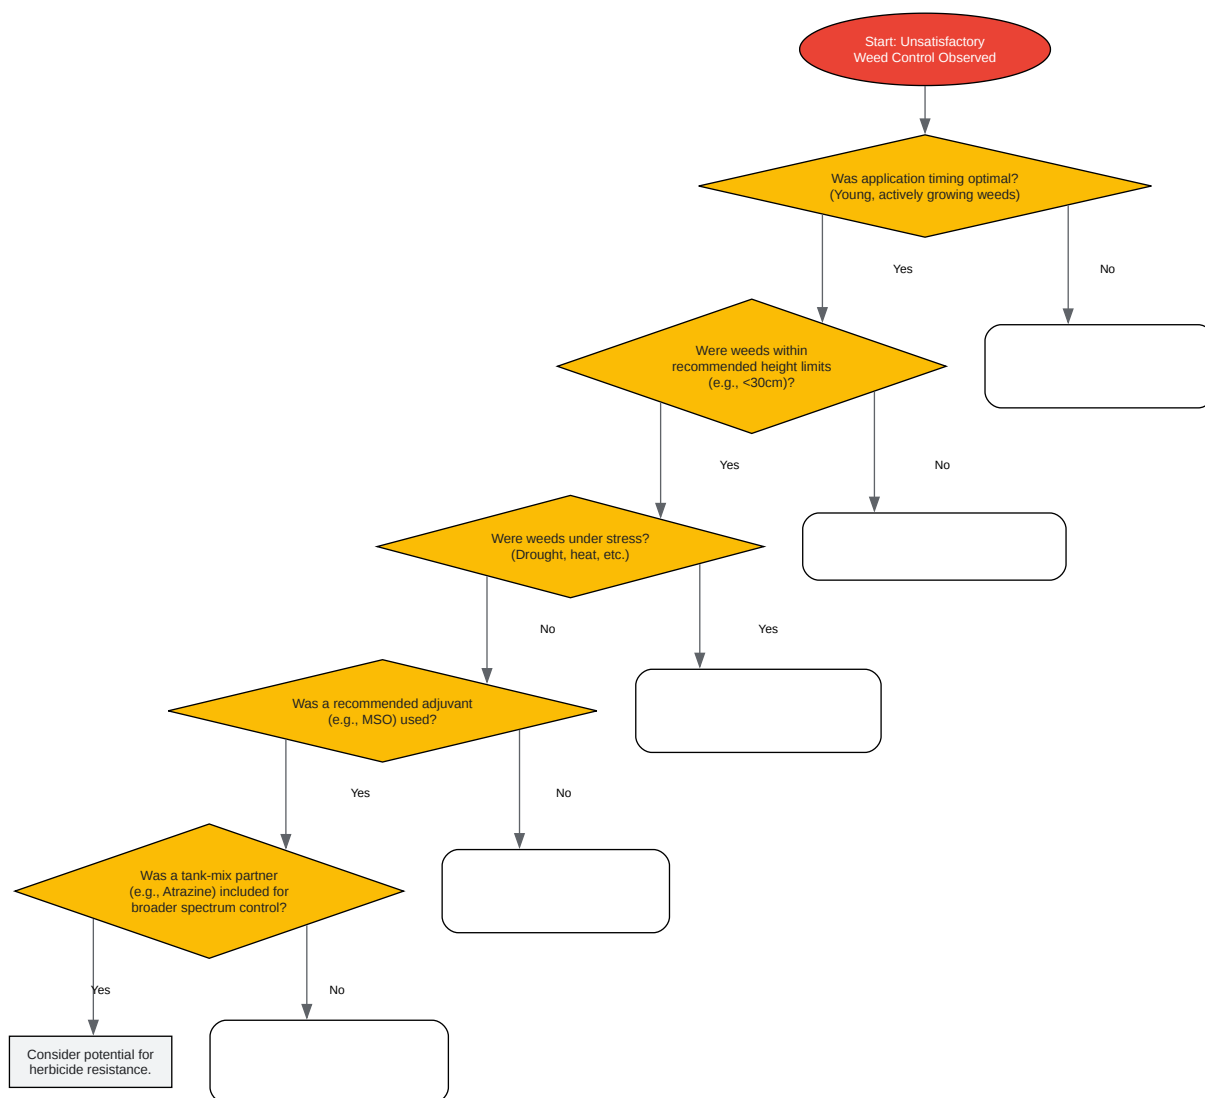 Start: Unsatisfactory
Weed Control Observed
Was application timing optimal?
(Young, actively growing weeds)
Yes
No
Were weeds within
recommended height limits
(e.g., <30cm)?
Yes
No
Were weeds under stress?
(Drought, heat, etc.)
No
Yes
Was a recommended adjuvant
(e.g., MSO) used?
Yes
No
Was a tank-mix partner
(e.g., Atrazine) included for
broader spectrum control?
Yes
No
Consider potential for
herbicide resistance.